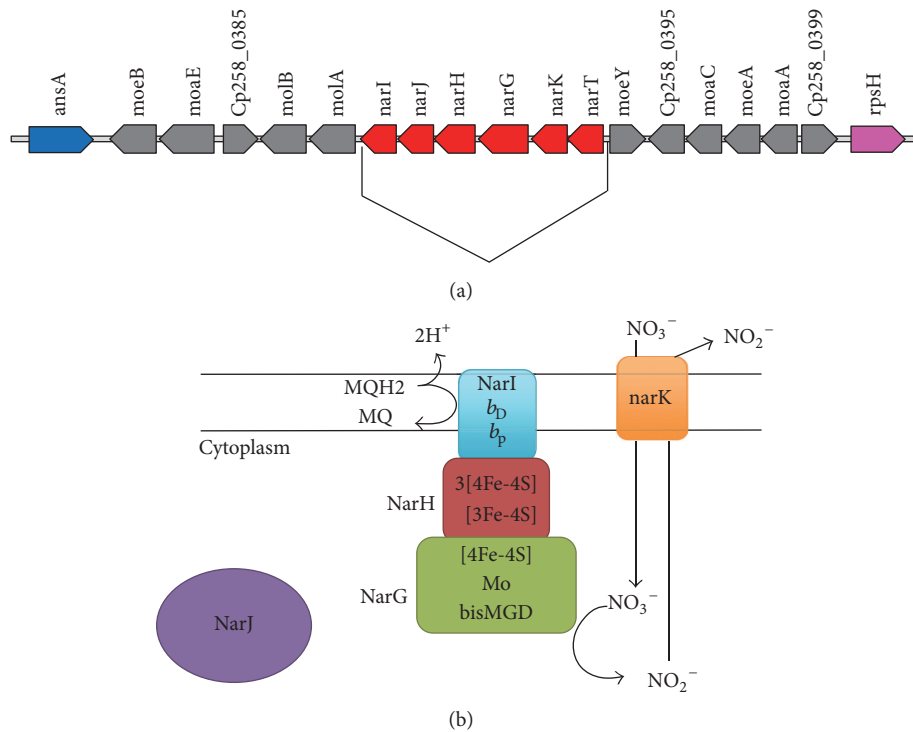 ansA
moeB
moaE
Cp258_0385
molB
molA
narI
narJ
narH
narG
narK
narT
moeY
Cp258_0395
moaC
moeA
moaA
Cp258_0399
rpsH
(a)
2H⁺
MQH2
MQ
Cytoplasm
NarI
b_D
b_p
NarH
3[4Fe-4S]
[3Fe-4S]
NarG
[4Fe-4S]
Mo
bisMGD
NarJ
NO₃⁻
NO₂⁻
narK
NO₃⁻
NO₂⁻
(b)